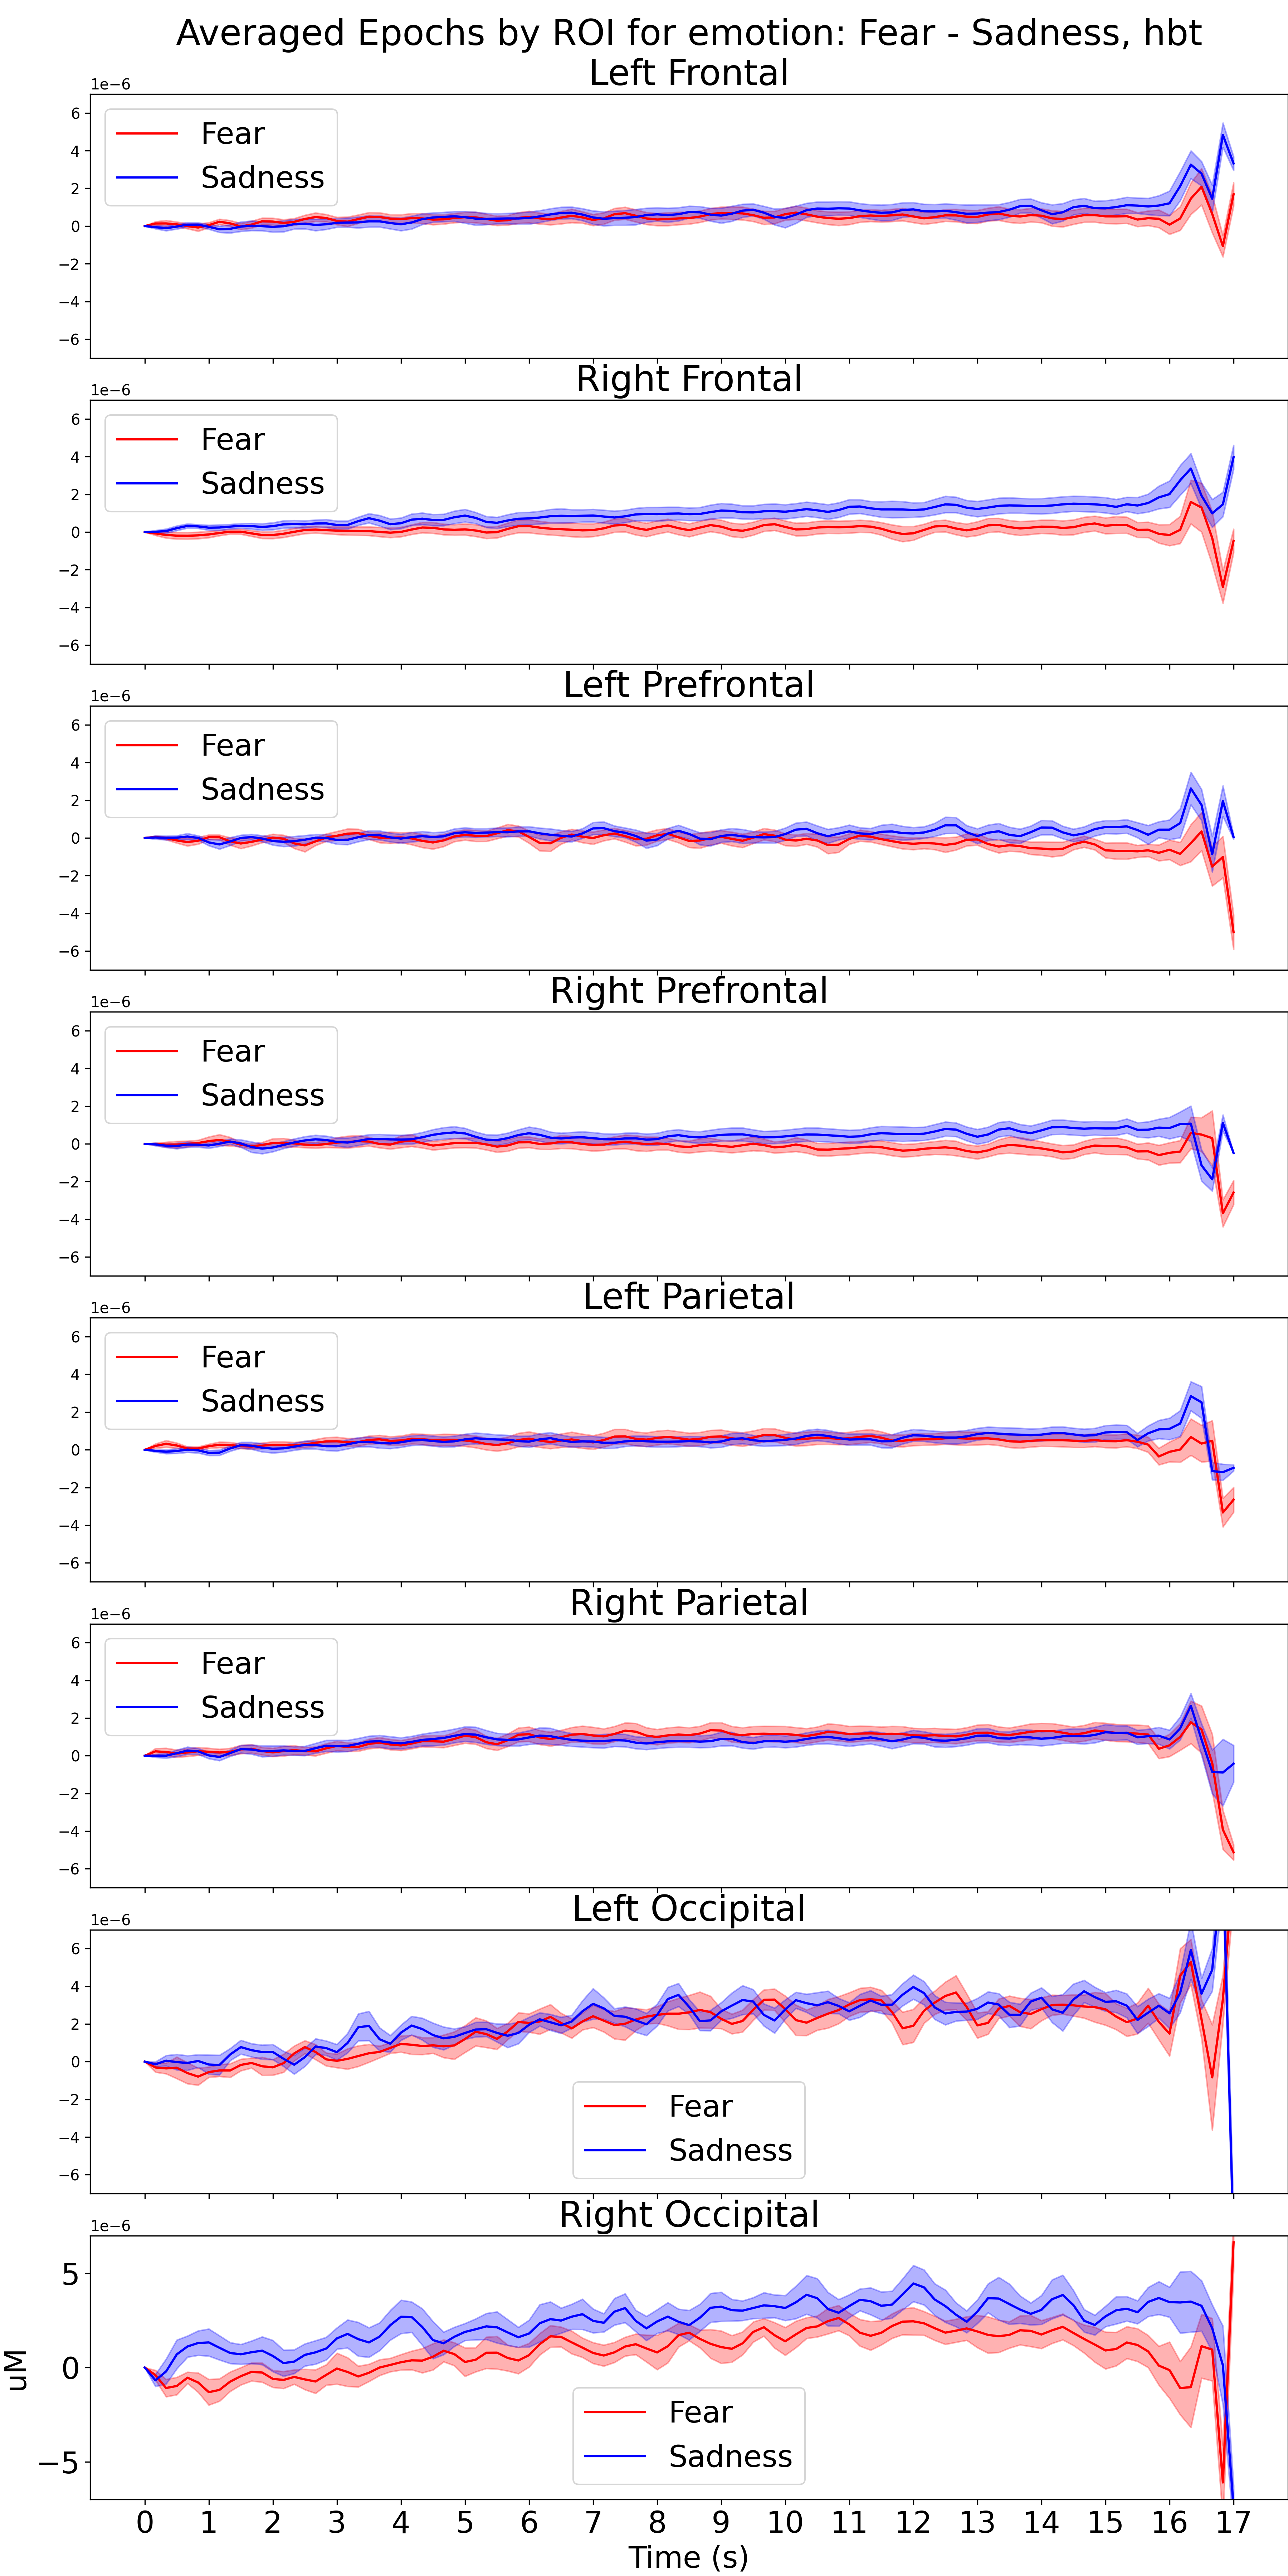 Averaged Epochs by ROI for emotion: Fear - Sadness, hbt
Left Frontal
1e−6
6
4
2
0
−2
−4
−6
Fear
Sadness
Right Frontal
1e−6
6
4
2
0
−2
−4
−6
Fear
Sadness
Left Prefrontal
1e−6
6
4
2
0
−2
−4
−6
Fear
Sadness
Right Prefrontal
1e−6
6
4
2
0
−2
−4
−6
Fear
Sadness
Left Parietal
1e−6
6
4
2
0
−2
−4
−6
Fear
Sadness
Right Parietal
1e−6
6
4
2
0
−2
−4
−6
Fear
Sadness
Left Occipital
1e−6
6
4
2
0
−2
−4
−6
Fear
Sadness
Right Occipital
1e−6
5
0
−5
uM
Fear
Sadness
0 1 2 3 4 5 6 7 8 9 10 11 12 13 14 15 16 17
Time (s)